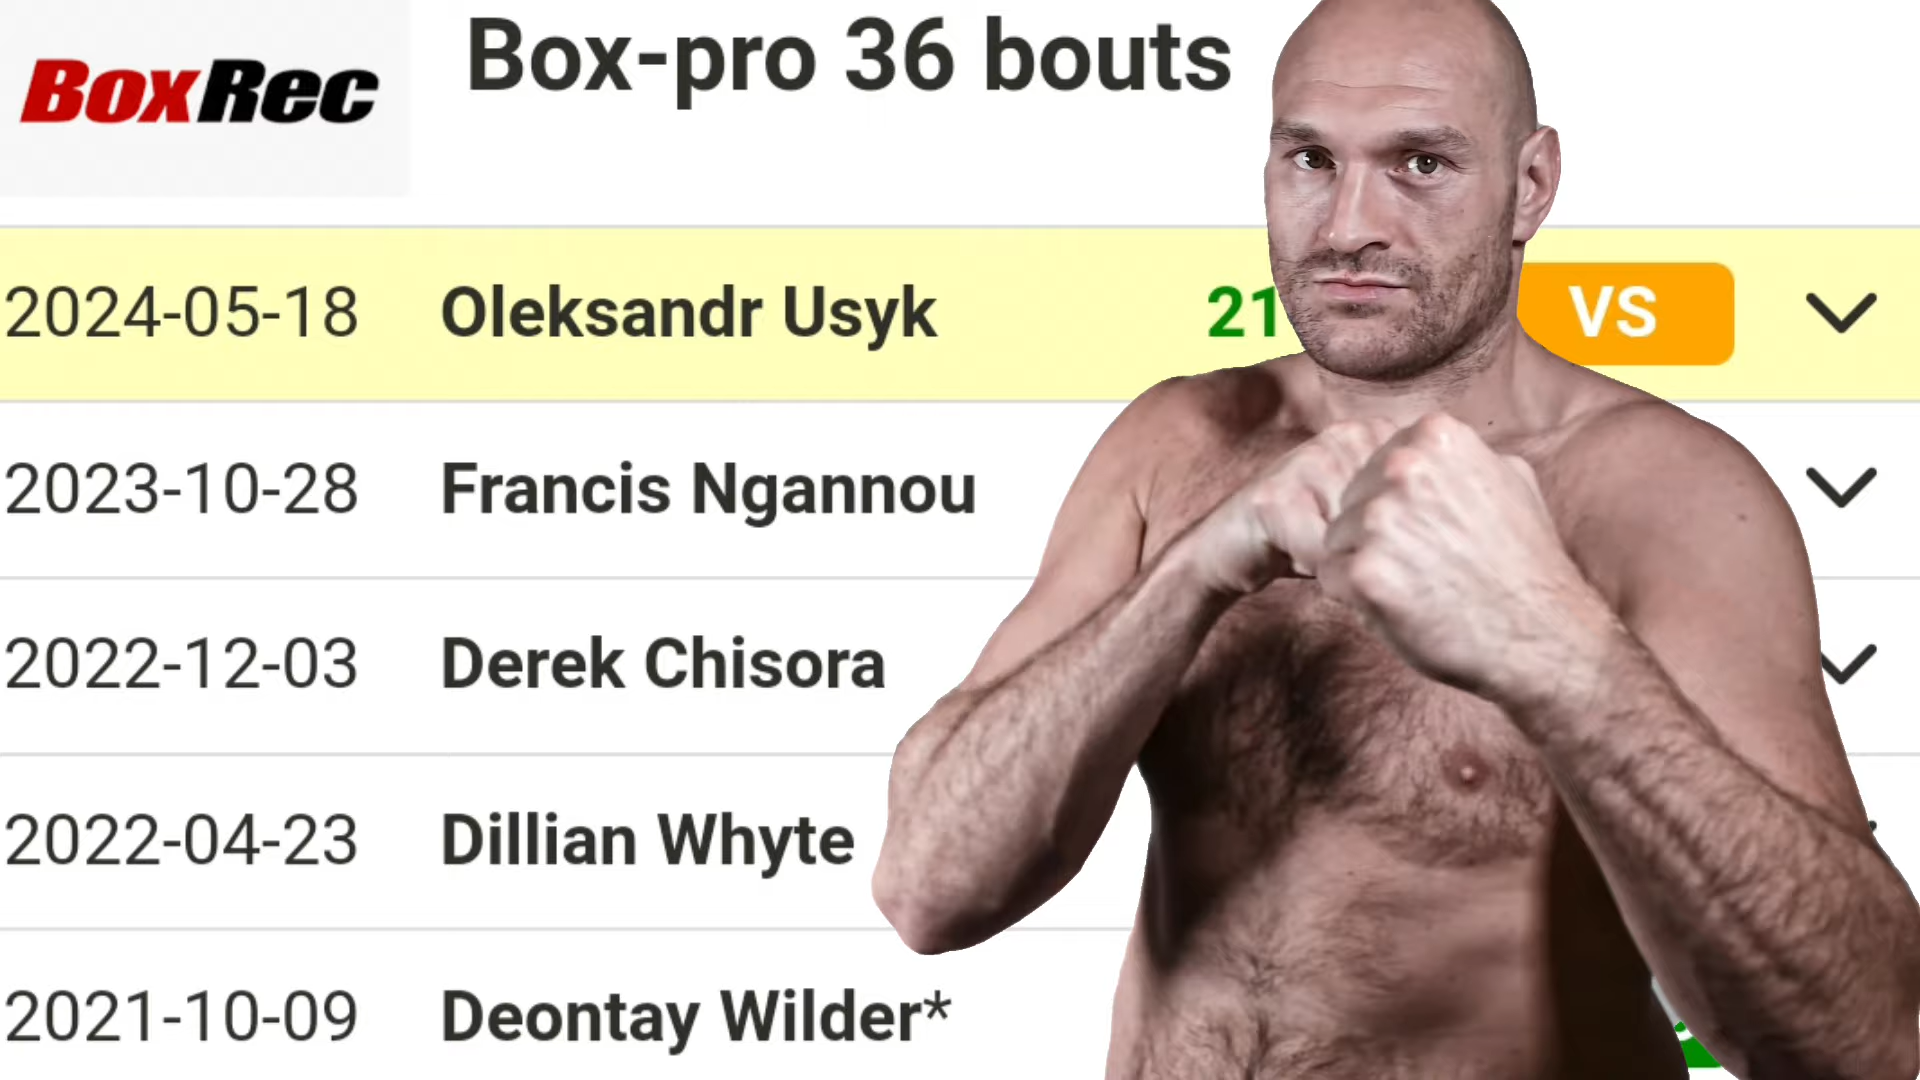 BoxRec
Box-pro 36 bouts
2024-05-18 Oleksandr Usyk 21 VS
2023-10-28 Francis Ngannou
2022-12-03 Derek Chisora
2022-04-23 Dillian Whyte
2021-10-09 Deontay Wilder*